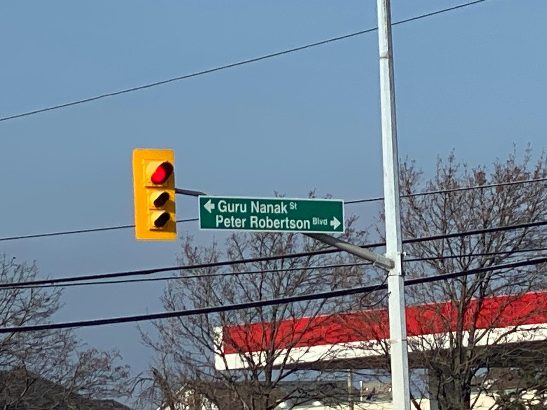 ← Guru Nanak St
Peter Robertson Blvd →